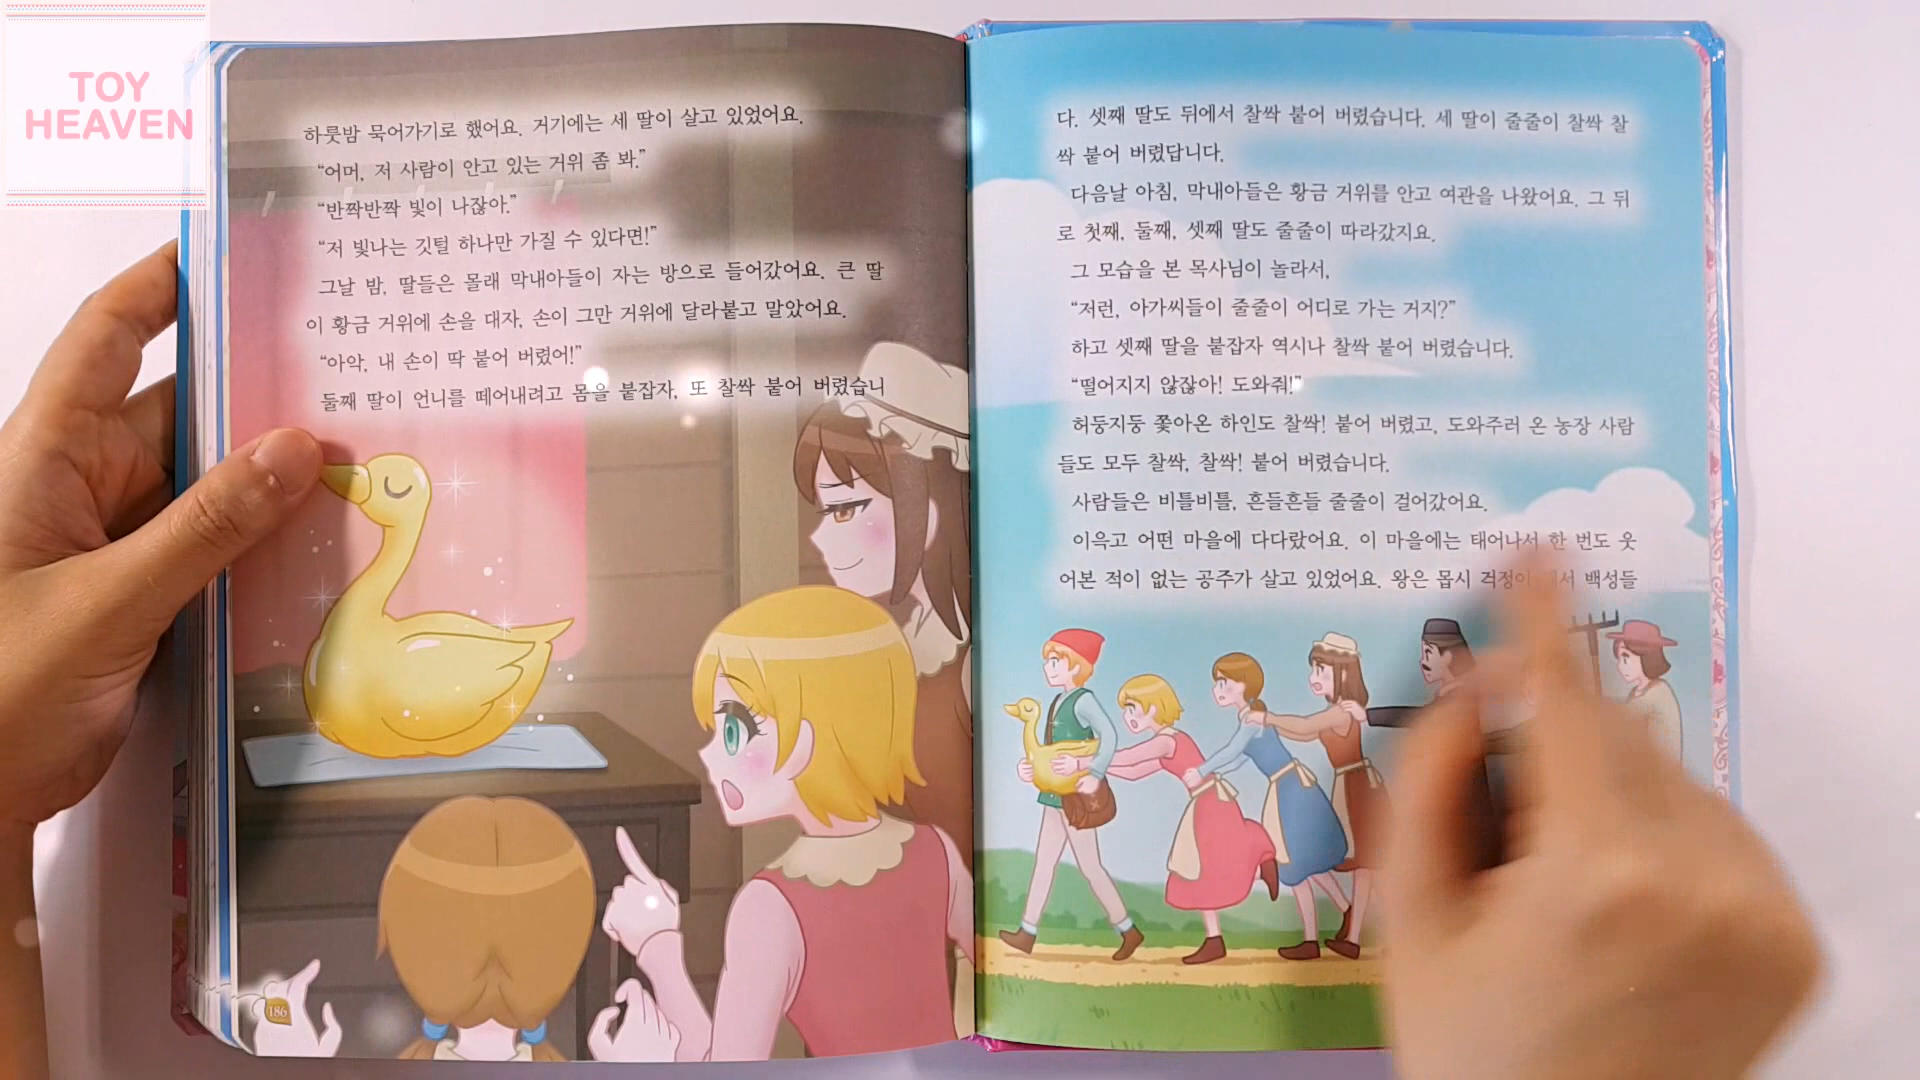 TOY
HEAVEN
하룻밤 묵어가기로 했어요. 거기에는 세 딸이 살고 있었어요.
“어머, 저 사람이 안고 있는 거위 좀 봐.”
“반짝반짝 빛이 나잖아.”
“저 빛나는 깃털 하나만 가질 수 있다면!”
그날 밤, 딸들은 몰래 막내아들이 자는 방으로 들어갔어요. 큰 딸
이 황금 거위에 손을 대자, 손이 그만 거위에 달라붙고 말았어요.
“아악, 내 손이 딱 붙어 버렸어!”
둘째 딸이 언니를 떼어내려고 몸을 붙잡자, 또 찰싹 붙어 버렸습니
186
다. 셋째 딸도 뒤에서 찰싹 붙어 버렸습니다. 세 딸이 줄줄이 찰싹 찰
싹 붙어 버렸답니다.
다음날 아침, 막내아들은 황금 거위를 안고 여관을 나왔어요. 그 뒤
로 첫째, 둘째, 셋째 딸도 줄줄이 따라갔지요.
그 모습을 본 목사님이 놀라서,
“저런, 아가씨들이 줄줄이 어디로 가는 거지?”
하고 셋째 딸을 붙잡자 역시나 찰싹 붙어 버렸습니다.
“떨어지지 않잖아! 도와줘!”
허둥지둥 쫓아온 하인도 찰싹! 붙어 버렸고, 도와주러 온 농장 사람
들도 모두 찰싹, 찰싹! 붙어 버렸습니다.
사람들은 비틀비틀, 흔들흔들 줄줄이 걸어갔어요.
이윽고 어떤 마을에 다다랐어요. 이 마을에는 태어나서 한 번도 웃
어본 적이 없는 공주가 살고 있었어요. 왕은 몹시 걱정이 백성들